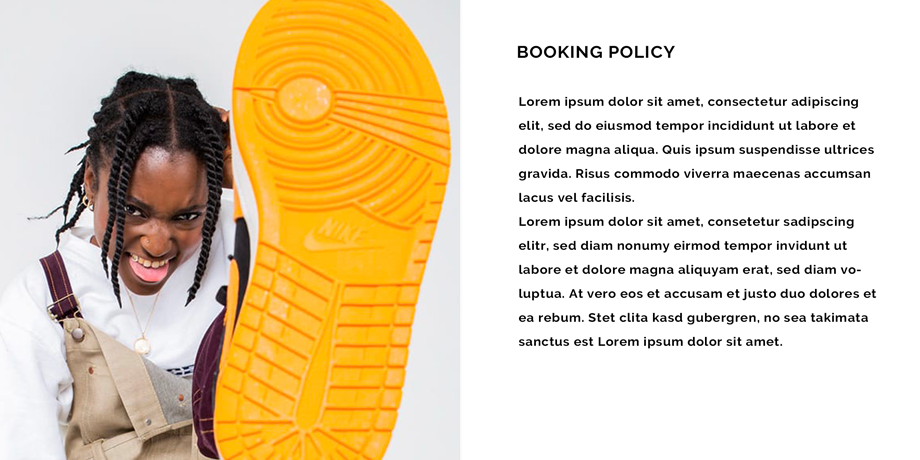 NIKE
BOOKING POLICY
Lorem ipsum dolor sit amet, consectetur adipiscing
elit, sed do eiusmod tempor incididunt ut labore et
dolore magna aliqua. Quis ipsum suspendisse ultrices
gravida. Risus commodo viverra maecenas accumsan
lacus vel facilisis.
Lorem ipsum dolor sit amet, consetetur sadipscing
elitr, sed diam nonumy eirmod tempor invidunt ut
labore et dolore magna aliquyam erat, sed diam vo-
luptua. At vero eos et accusam et justo duo dolores et
ea rebum. Stet clita kasd gubergren, no sea takimata
sanctus est Lorem ipsum dolor sit amet.